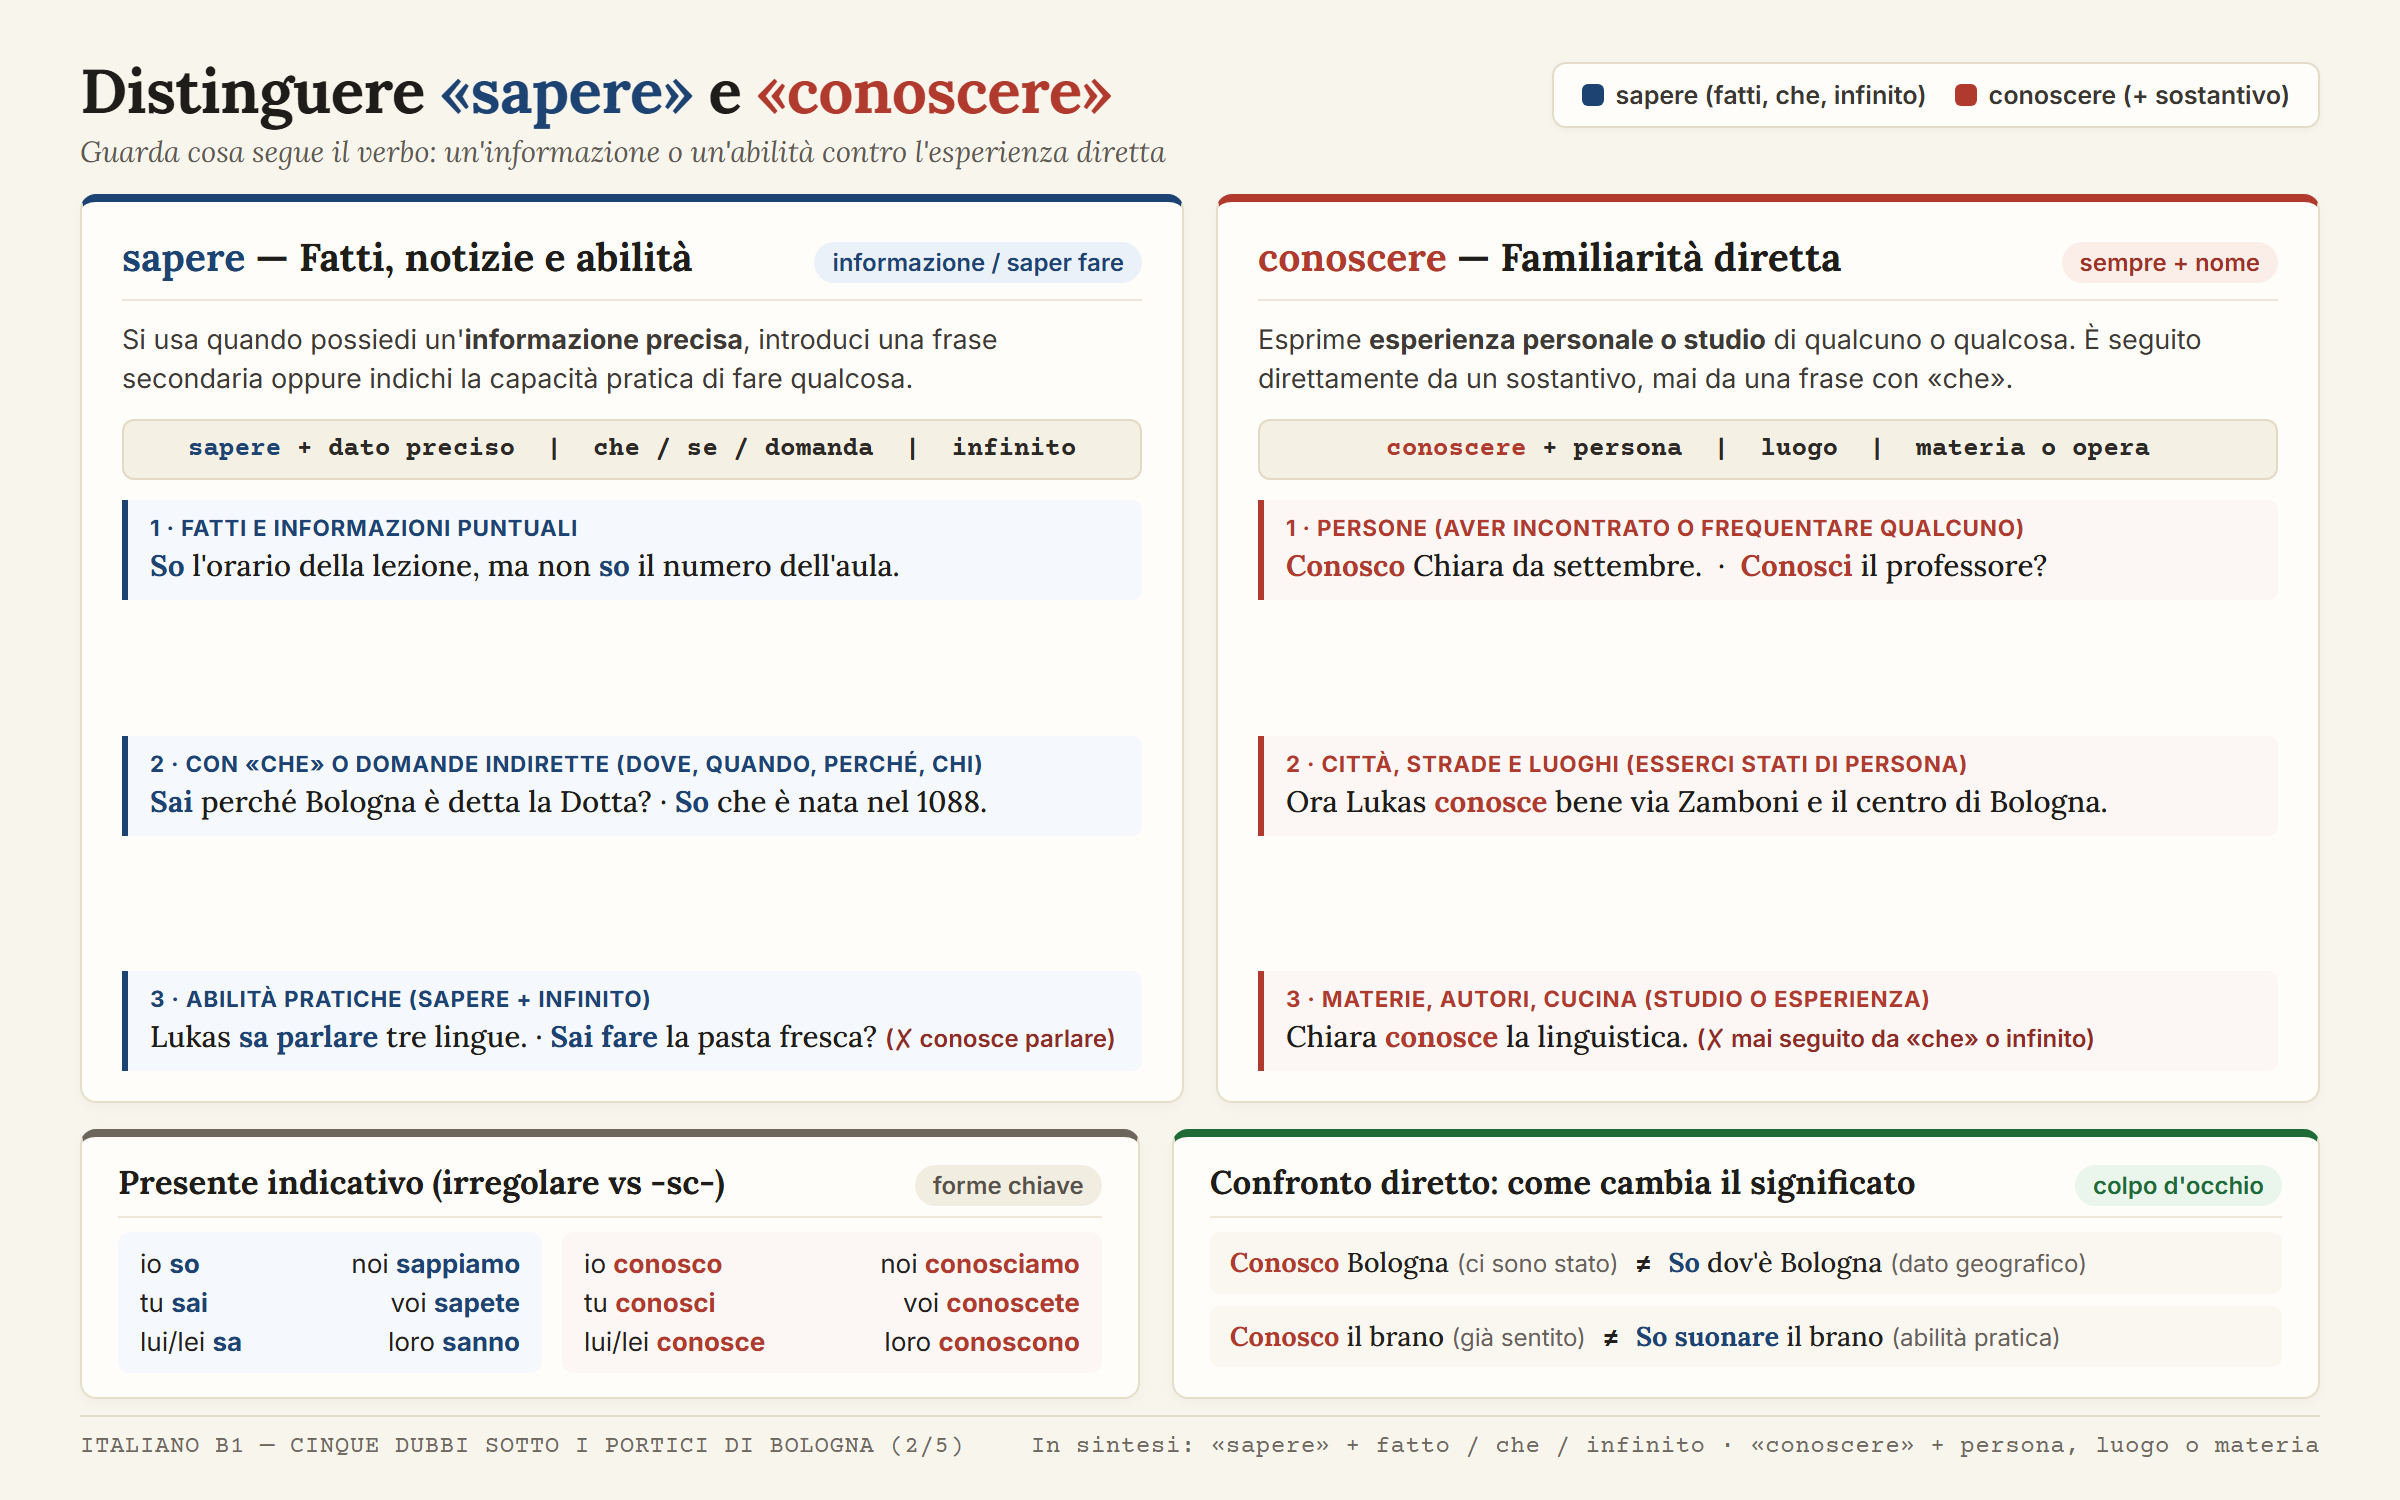 Distinguere «sapere» e «conoscere»
Guarda cosa segue il verbo: un'informazione o un'abilità contro l'esperienza diretta
sapere (fatti, che, infinito) conoscere (+ sostantivo)
sapere — Fatti, notizie e abilità
informazione / saper fare
Si usa quando possiedi un'informazione precisa, introduci una frase
secondaria oppure indichi la capacità pratica di fare qualcosa.
sapere + dato preciso | che / se / domanda | infinito
1 · FATTI E INFORMAZIONI PUNTUALI
So l'orario della lezione, ma non so il numero dell'aula.
2 · CON «CHE» O DOMANDE INDIRETTE (DOVE, QUANDO, PERCHÉ, CHI)
Sai perché Bologna è detta la Dotta? · So che è nata nel 1088.
3 · ABILITÀ PRATICHE (SAPERE + INFINITO)
Lukas sa parlare tre lingue. · Sai fare la pasta fresca? (✗ conosce parlare)
conoscere — Familiarità diretta
sempre + nome
Esprime esperienza personale o studio di qualcuno o qualcosa. È seguito
direttamente da un sostantivo, mai da una frase con «che».
conoscere + persona | luogo | materia o opera
1 · PERSONE (AVER INCONTRATO O FREQUENTARE QUALCUNO)
Conosco Chiara da settembre. · Conosci il professore?
2 · CITTÀ, STRADE E LUOGHI (ESSERCI STATI DI PERSONA)
Ora Lukas conosce bene via Zamboni e il centro di Bologna.
3 · MATERIE, AUTORI, CUCINA (STUDIO O ESPERIENZA)
Chiara conosce la linguistica. (✗ mai seguito da «che» o infinito)
Presente indicativo (irregolare vs -sc-)
forme chiave
io so noi sappiamo
tu sai voi sapete
lui/lei sa loro sanno
io conosco noi conosciamo
tu conosci voi conoscete
lui/lei conosce loro conoscono
Confronto diretto: come cambia il significato
colpo d'occhio
Conosco Bologna (ci sono stato) ≠ So dov'è Bologna (dato geografico)
Conosco il brano (già sentito) ≠ So suonare il brano (abilità pratica)
ITALIANO B1 — CINQUE DUBBI SOTTO I PORTICI DI BOLOGNA (2/5)
In sintesi: «sapere» + fatto / che / infinito · «conoscere» + persona, luogo o materia